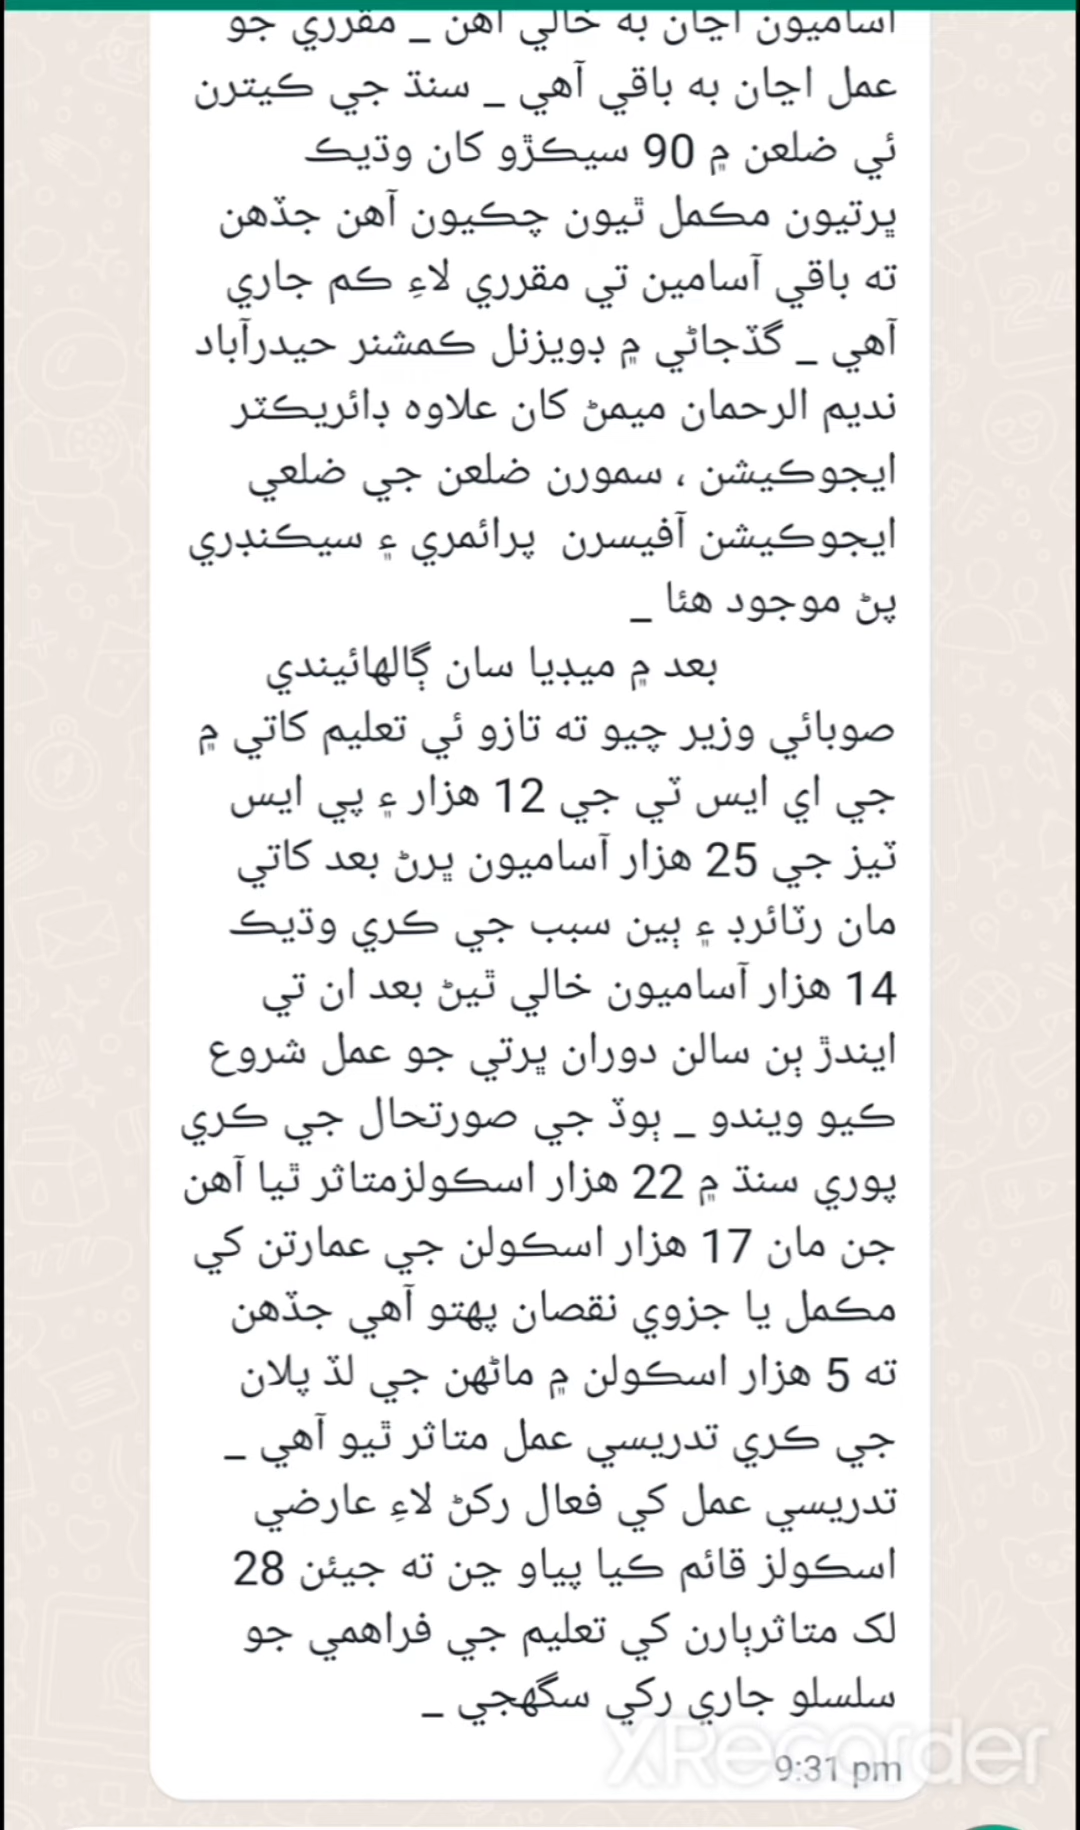 آساميون اڃان به خالي آهن _ مقرري جو
عمل اڃان به باقي آهي _ سنڌ جي ڪيترن
ئي ضلعن ۾ 90 سيڪڙو کان وڌيڪ
ڀرتيون مڪمل ٿيون چڪيون آهن جڏهن
ته باقي آسامين تي مقرري لاءِ ڪم جاري
آهي _ گڏجاڻي ۾ ڊويزنل ڪمشنر حيدرآباد
نديم الرحمان ميمڻ کان علاوه ڊائريڪٽر
ايجوڪيشن ، سمورن ضلعن جي ضلعي
ايجوڪيشن آفيسرن پرائمري ۽ سيڪنڊري
پڻ موجود هئا _
بعد ۾ ميڊيا سان ڳالهائيندي
صوبائي وزير چيو ته تازو ئي تعليم کاتي ۾
جي اي ايس ٽي جي 12 هزار ۽ پي ايس
ٽيز جي 25 هزار آساميون ڀرڻ بعد کاتي
مان رٽائرڊ ۽ ٻين سبب جي ڪري وڌيڪ
14 هزار آساميون خالي ٿيڻ بعد ان تي
ايندڙ ٻن سالن دوران ڀرتي جو عمل شروع
ڪيو ويندو _ ٻوڏ جي صورتحال جي ڪري
پوري سنڌ ۾ 22 هزار اسڪولزمتاثر ٿيا آهن
جن مان 17 هزار اسڪولن جي عمارتن کي
مڪمل يا جزوي نقصان پهتو آهي جڏهن
ته 5 هزار اسڪولن ۾ ماڻهن جي لڏ پلان
جي ڪري تدريسي عمل متاثر ٿيو آهي _
تدريسي عمل کي فعال رکڻ لاءِ عارضي
اسڪولز قائم ڪيا پياو ڃن ته جيئن 28
لک متاثرٻارن کي تعليم جي فراهمي جو
سلسلو جاري رکي سگهجي _
XRecorder
9:31 pm